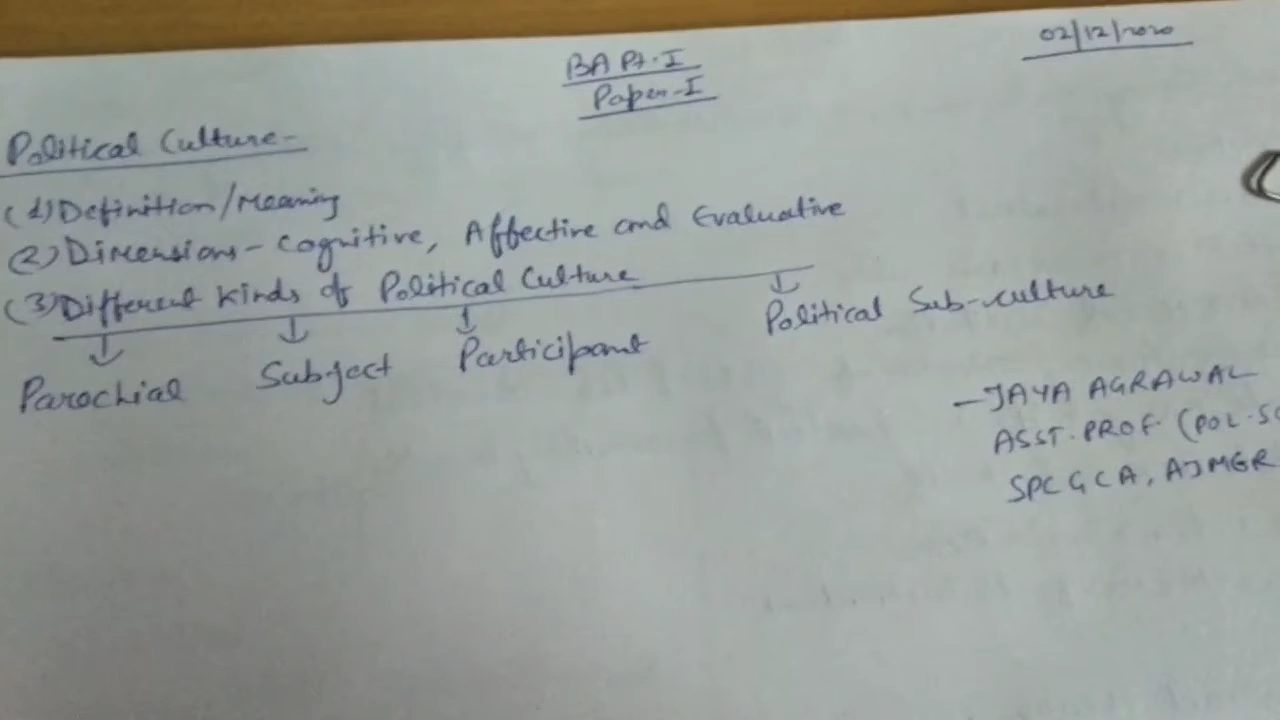 02/12/2020
BA Pt. I
Paper-I
Political Culture-
(1) Definition/Meaning
(2) Dimensions - Cognitive, Affective and Evaluative
(3) Different Kinds of Political Culture
Parochial Subject Participant Political Sub-culture
- JAYA AGRAWAL
ASST. PROF. (POL. SC
SPCGCA, AJMER